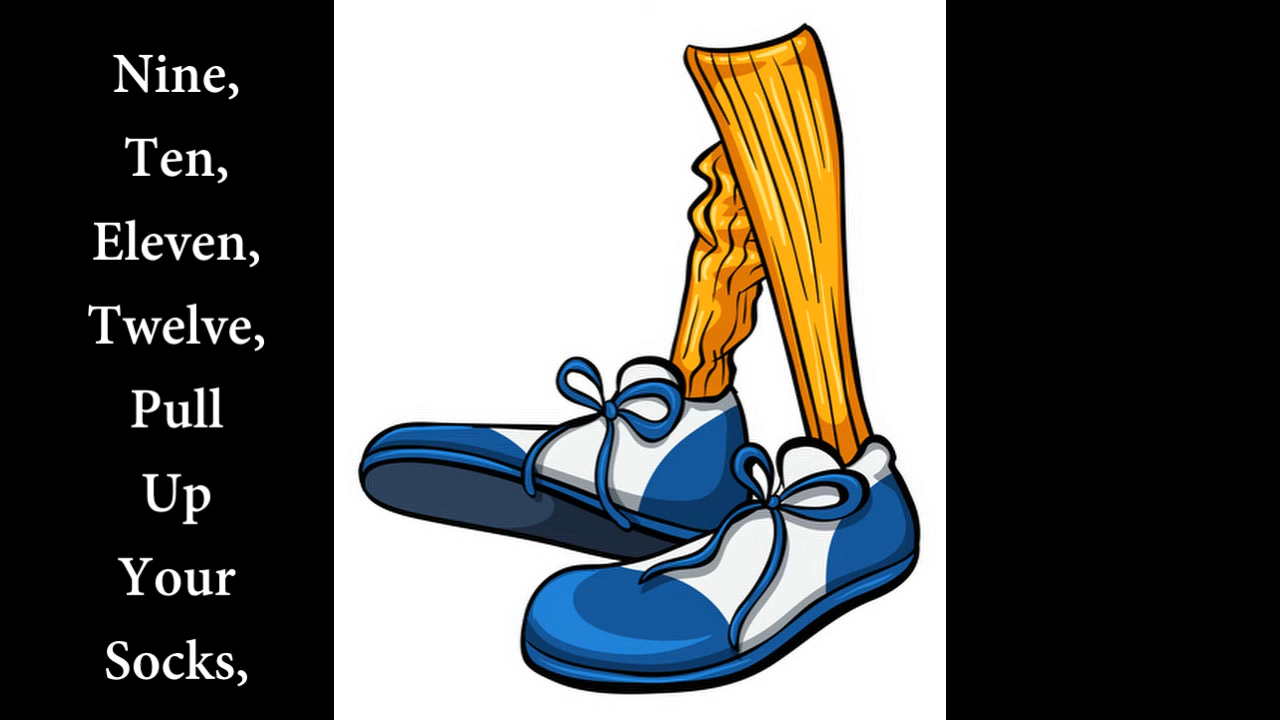 Nine,
Ten,
Eleven,
Twelve,
Pull
Up
Your
Socks,